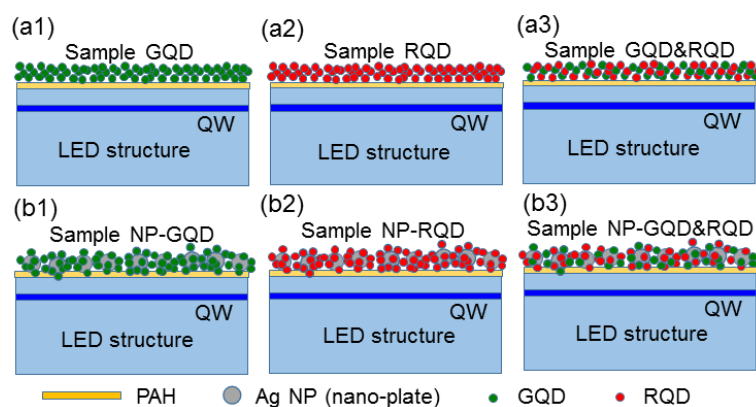 (a1)
Sample GQD
QW
LED structure
(a2)
Sample RQD
QW
LED structure
(a3)
Sample GQD&RQD
QW
LED structure
(b1)
Sample NP-GQD
QW
LED structure
(b2)
Sample NP-RQD
QW
LED structure
(b3)
Sample NP-GQD&RQD
QW
LED structure
PAH Ag NP (nano-plate) GQD RQD